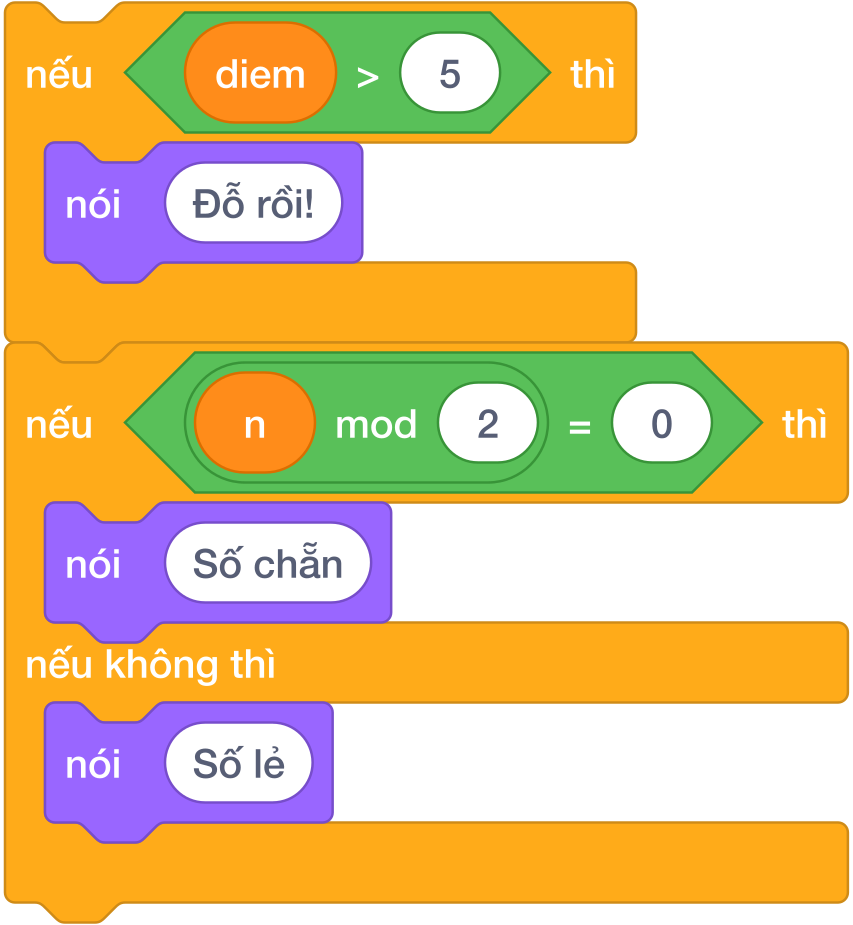 nếu diem > 5 thì
nói Đỗ rồi!
nếu n mod 2 = 0 thì
nói Số chẵn
nếu không thì
nói Số lẻ